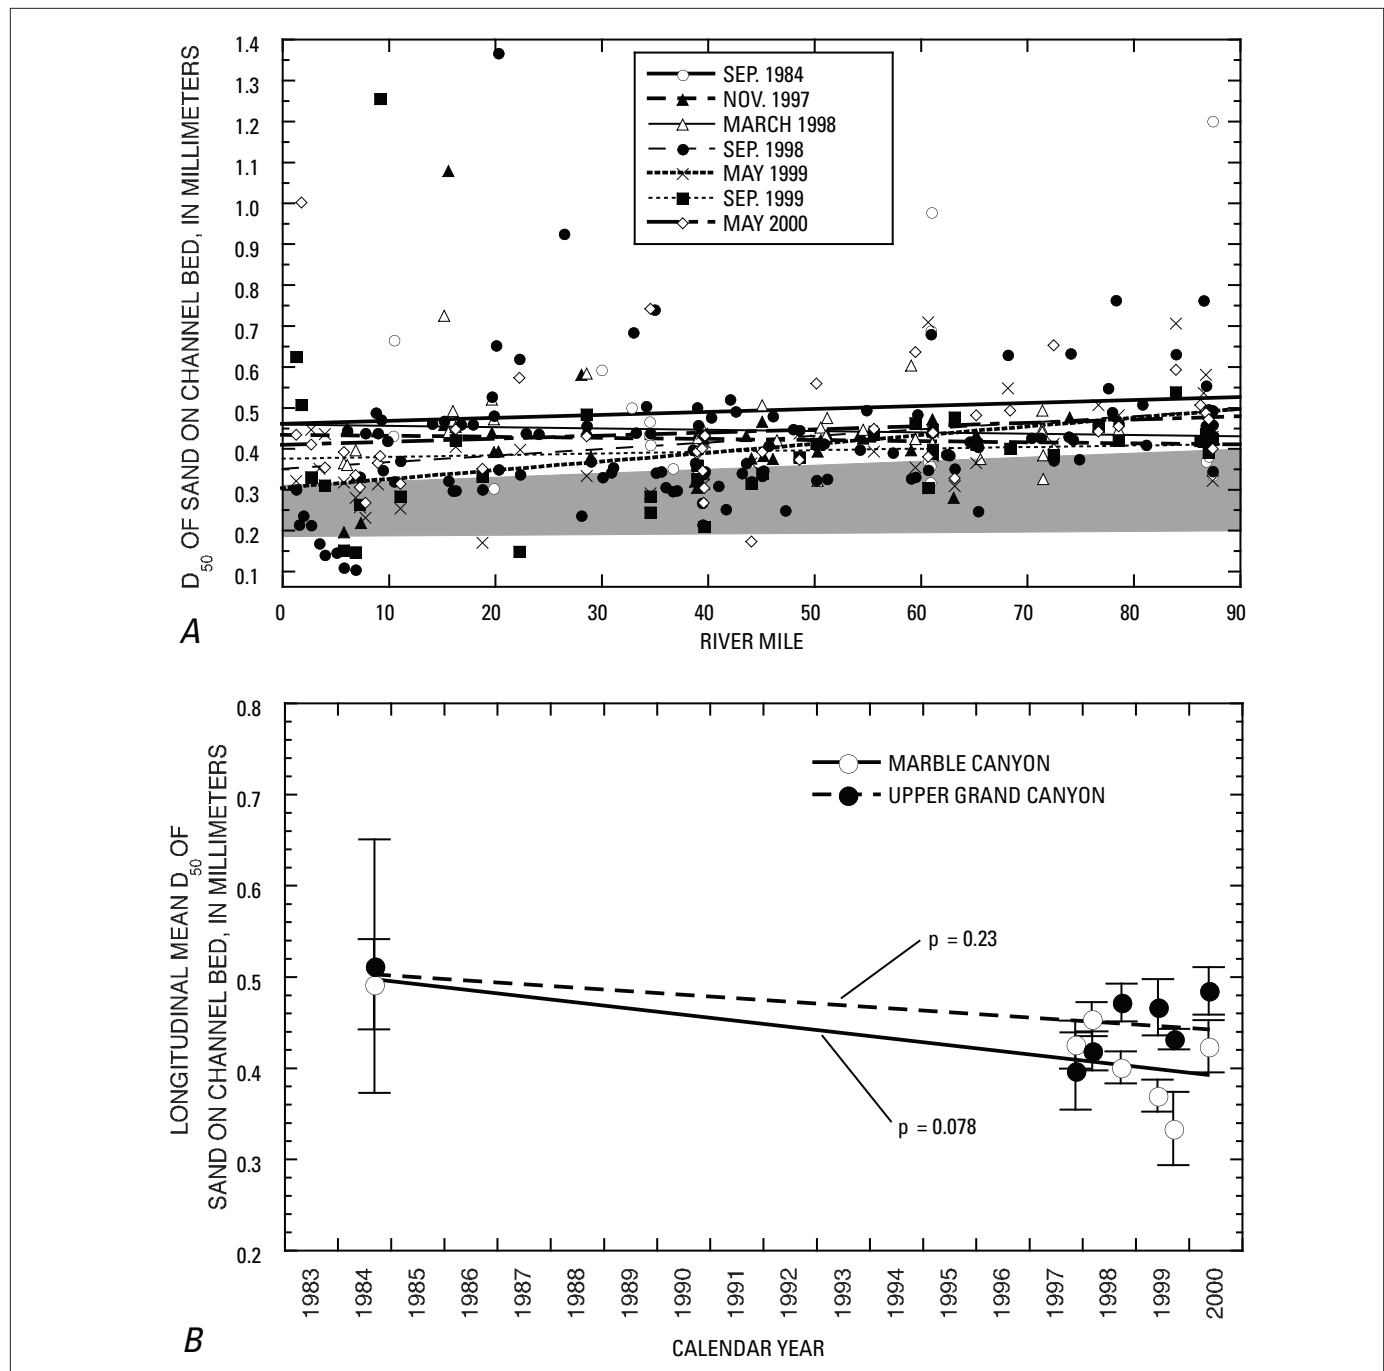 D50 OF SAND ON CHANNEL BED, IN MILLIMETERS
1.4
1.3
1.2
1.1
1.0
0.9
0.8
0.7
0.6
0.5
0.4
0.3
0.2
0.1
SEP. 1984
NOV. 1997
MARCH 1998
SEP. 1998
MAY 1999
SEP. 1999
MAY 2000
0 10 20 30 40 50 60 70 80 90
RIVER MILE
A
LONGITUDINAL MEAN D50 OF
SAND ON CHANNEL BED, IN MILLIMETERS
0.8
0.7
0.6
0.5
0.4
0.3
0.2
MARBLE CANYON
UPPER GRAND CANYON
p = 0.23
p = 0.078
1983 1984 1985 1986 1987 1988 1989 1990 1991 1992 1993 1994 1995 1996 1997 1998 1999 2000
CALENDAR YEAR
B